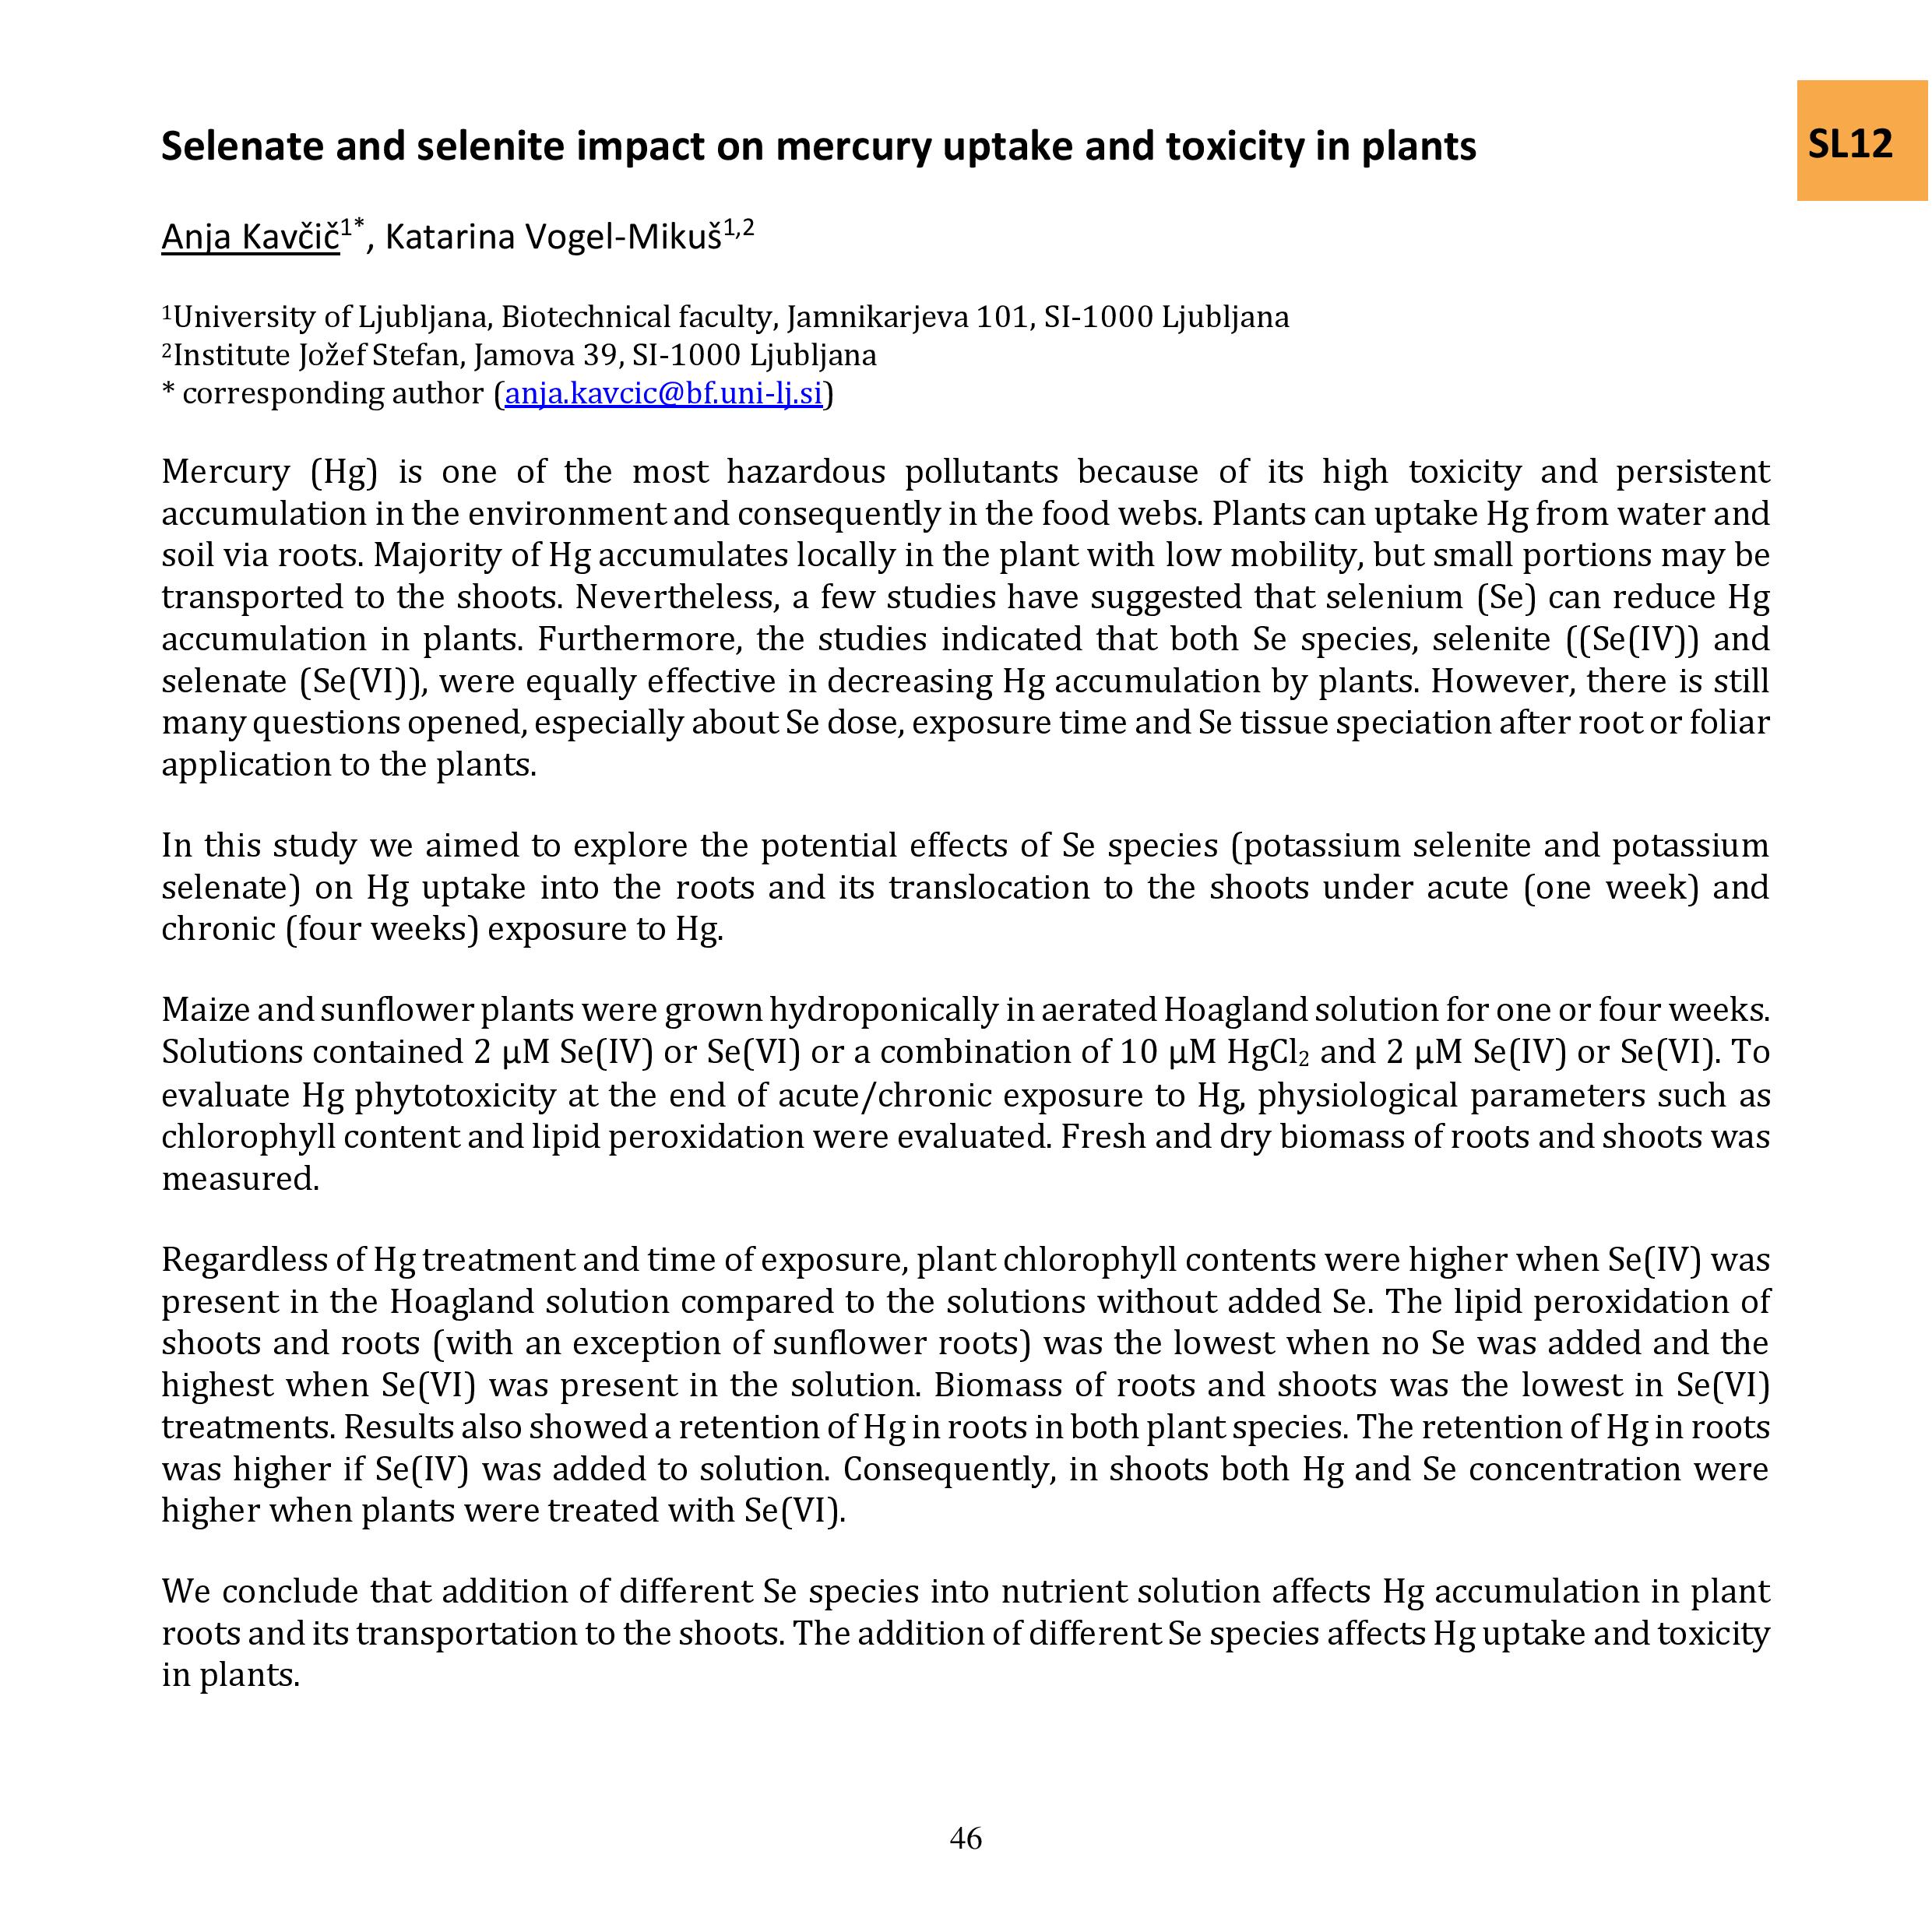 Selenate and selenite impact on mercury uptake and toxicity in plants
SL12
Anja Kavčič1*, Katarina Vogel-Mikuš1,2
1University of Ljubljana, Biotechnical faculty, Jamnikarjeva 101, SI-1000 Ljubljana
2Institute Jožef Stefan, Jamova 39, SI-1000 Ljubljana
* corresponding author (anja.kavcic@bf.uni-lj.si)
Mercury (Hg) is one of the most hazardous pollutants because of its high toxicity and persistent
accumulation in the environment and consequently in the food webs. Plants can uptake Hg from water and
soil via roots. Majority of Hg accumulates locally in the plant with low mobility, but small portions may be
transported to the shoots. Nevertheless, a few studies have suggested that selenium (Se) can reduce Hg
accumulation in plants. Furthermore, the studies indicated that both Se species, selenite ((Se(IV)) and
selenate (Se(VI)), were equally effective in decreasing Hg accumulation by plants. However, there is still
many questions opened, especially about Se dose, exposure time and Se tissue speciation after root or foliar
application to the plants.
In this study we aimed to explore the potential effects of Se species (potassium selenite and potassium
selenate) on Hg uptake into the roots and its translocation to the shoots under acute (one week) and
chronic (four weeks) exposure to Hg.
Maize and sunflower plants were grown hydroponically in aerated Hoagland solution for one or four weeks.
Solutions contained 2 µM Se(IV) or Se(VI) or a combination of 10 µM HgCl2 and 2 µM Se(IV) or Se(VI). To
evaluate Hg phytotoxicity at the end of acute/chronic exposure to Hg, physiological parameters such as
chlorophyll content and lipid peroxidation were evaluated. Fresh and dry biomass of roots and shoots was
measured.
Regardless of Hg treatment and time of exposure, plant chlorophyll contents were higher when Se(IV) was
present in the Hoagland solution compared to the solutions without added Se. The lipid peroxidation of
shoots and roots (with an exception of sunflower roots) was the lowest when no Se was added and the
highest when Se(VI) was present in the solution. Biomass of roots and shoots was the lowest in Se(VI)
treatments. Results also showed a retention of Hg in roots in both plant species. The retention of Hg in roots
was higher if Se(IV) was added to solution. Consequently, in shoots both Hg and Se concentration were
higher when plants were treated with Se(VI).
We conclude that addition of different Se species into nutrient solution affects Hg accumulation in plant
roots and its transportation to the shoots. The addition of different Se species affects Hg uptake and toxicity
in plants.
46